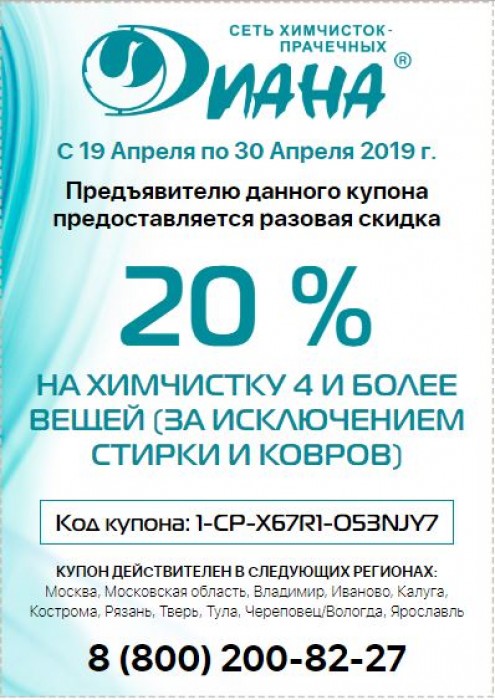 СЕТЬ ХИМЧИСТОК-
ПРАЧЕЧНЫХ
ДИАНА®
С 19 Апреля по 30 Апреля 2019 г.
Предъявителю данного купона
предоставляется разовая скидка
20 %
НА ХИМЧИСТКУ 4 И БОЛЕЕ
ВЕЩЕЙ (ЗА ИСКЛЮЧЕНИЕМ
СТИРКИ И КОВРОВ)
Код купона: 1-CP-X67R1-O53NJY7
КУПОН ДЕЙСТВИТЕЛЕН В СЛЕДУЮЩИХ РЕГИОНАХ:
Москва, Московская область, Владимир, Иваново, Калуга,
Кострома, Рязань, Тверь, Тула, Череповец/Вологда, Ярославль
8 (800) 200-82-27